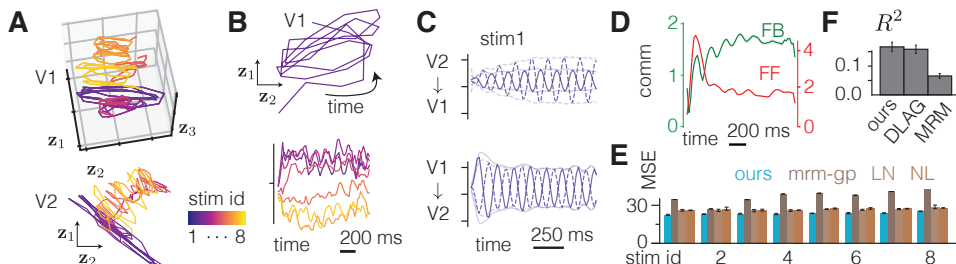 A
V1
z1
z3
z2
V2
z1
z2
stim id
1 ··· 8
B
V1
z1
z2
time
time
200 ms
C
stim1
V2
↓
V1
V1
↓
V2
time
250 ms
D
2
1
0
comm
FB
FF
4
2
0
time
200 ms
F
R²
0.1
0.0
ours
DLAG
MRM
E
MSE
ours mrm-gp LN NL
30
0
stim id 2 4 6 8